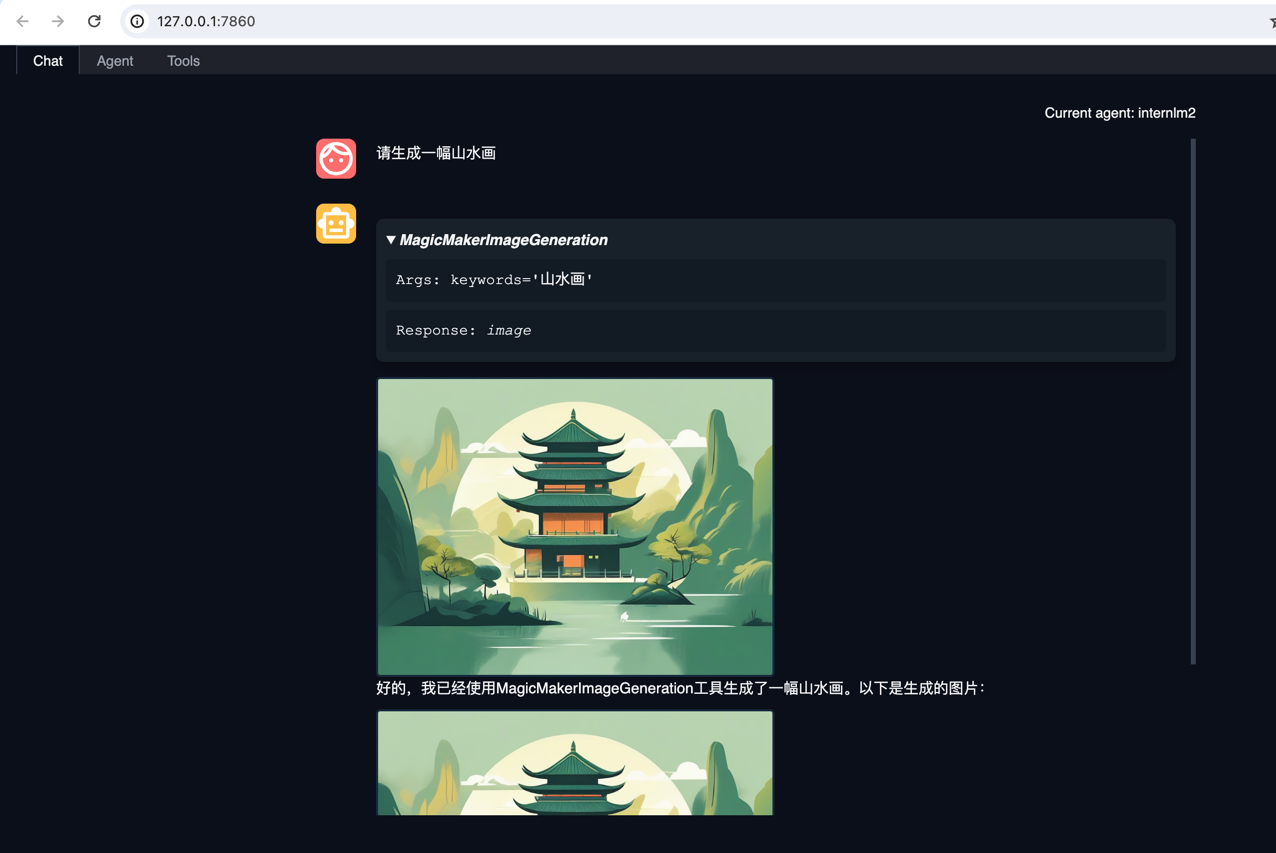 127.0.0.1:7860
Chat Agent Tools
Current agent: internlm2
请生成一幅山水画
MagicMakerImageGeneration
Args: keywords='山水画'
Response: image
好的，我已经使用MagicMakerImageGeneration工具生成了一幅山水画。以下是生成的图片：